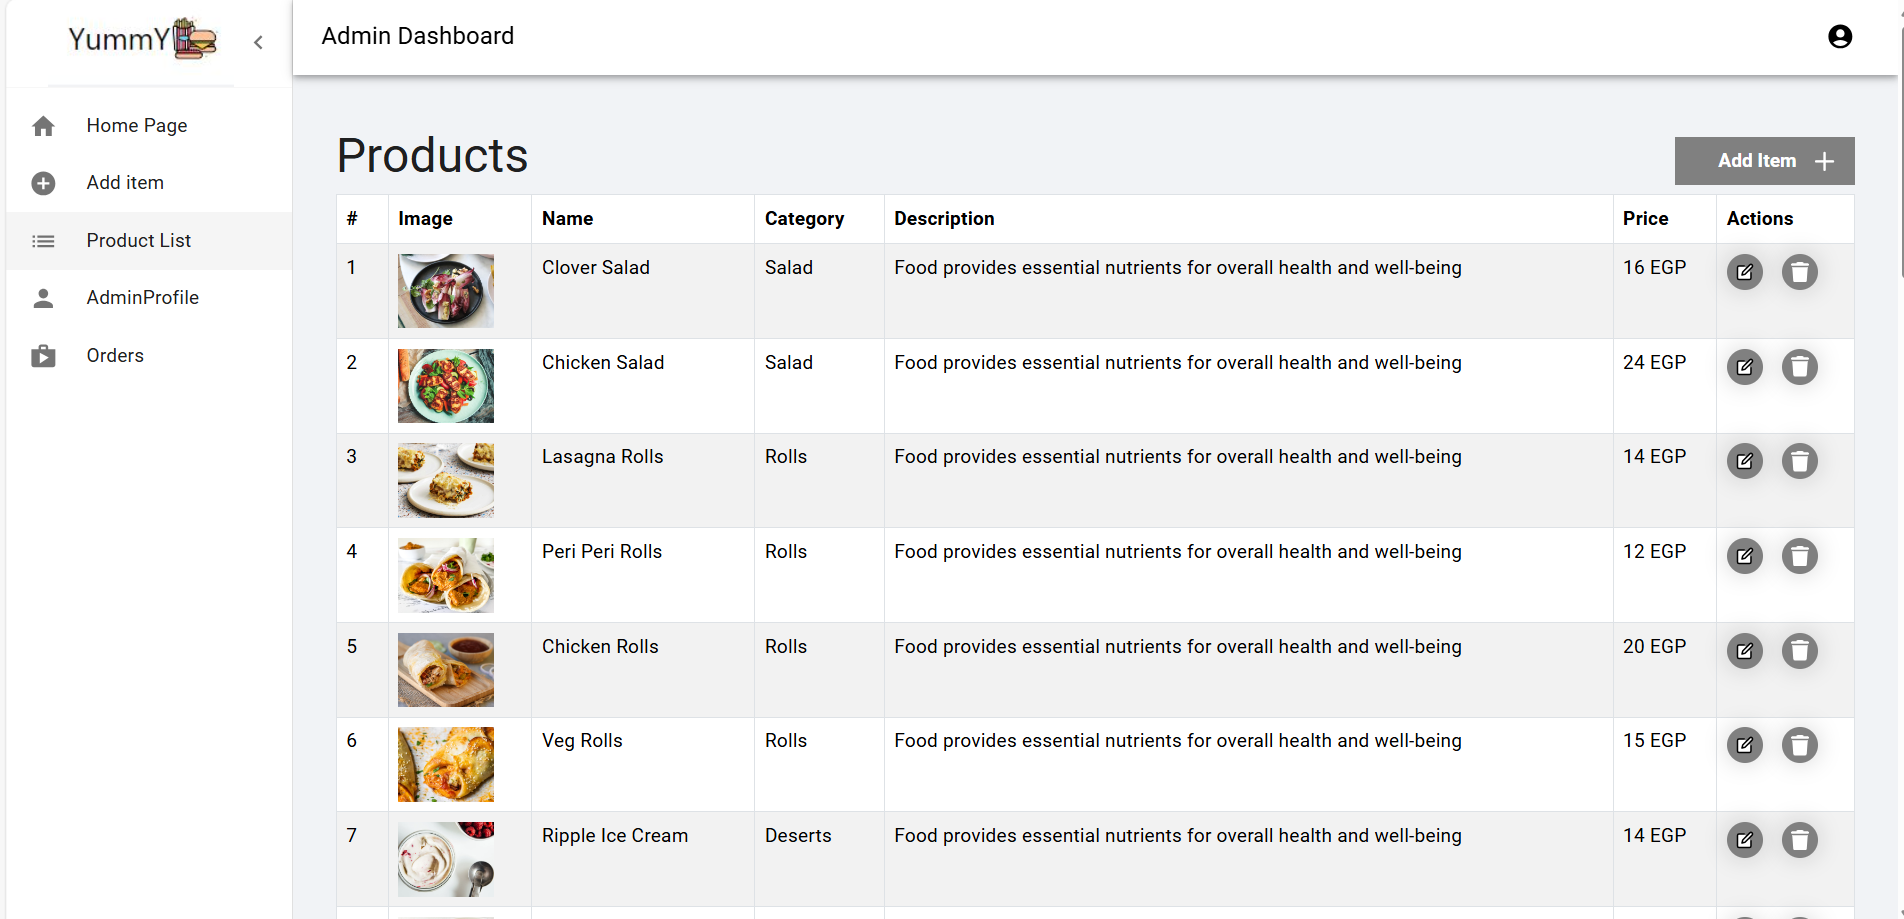 YummY
Admin Dashboard
Home Page
Add item
Product List
AdminProfile
Orders
Products
Add Item
# Image Name Category Description Price Actions
1 Clover Salad Salad Food provides essential nutrients for overall health and well-being 16 EGP
2 Chicken Salad Salad Food provides essential nutrients for overall health and well-being 24 EGP
3 Lasagna Rolls Rolls Food provides essential nutrients for overall health and well-being 14 EGP
4 Peri Peri Rolls Rolls Food provides essential nutrients for overall health and well-being 12 EGP
5 Chicken Rolls Rolls Food provides essential nutrients for overall health and well-being 20 EGP
6 Veg Rolls Rolls Food provides essential nutrients for overall health and well-being 15 EGP
7 Ripple Ice Cream Deserts Food provides essential nutrients for overall health and well-being 14 EGP